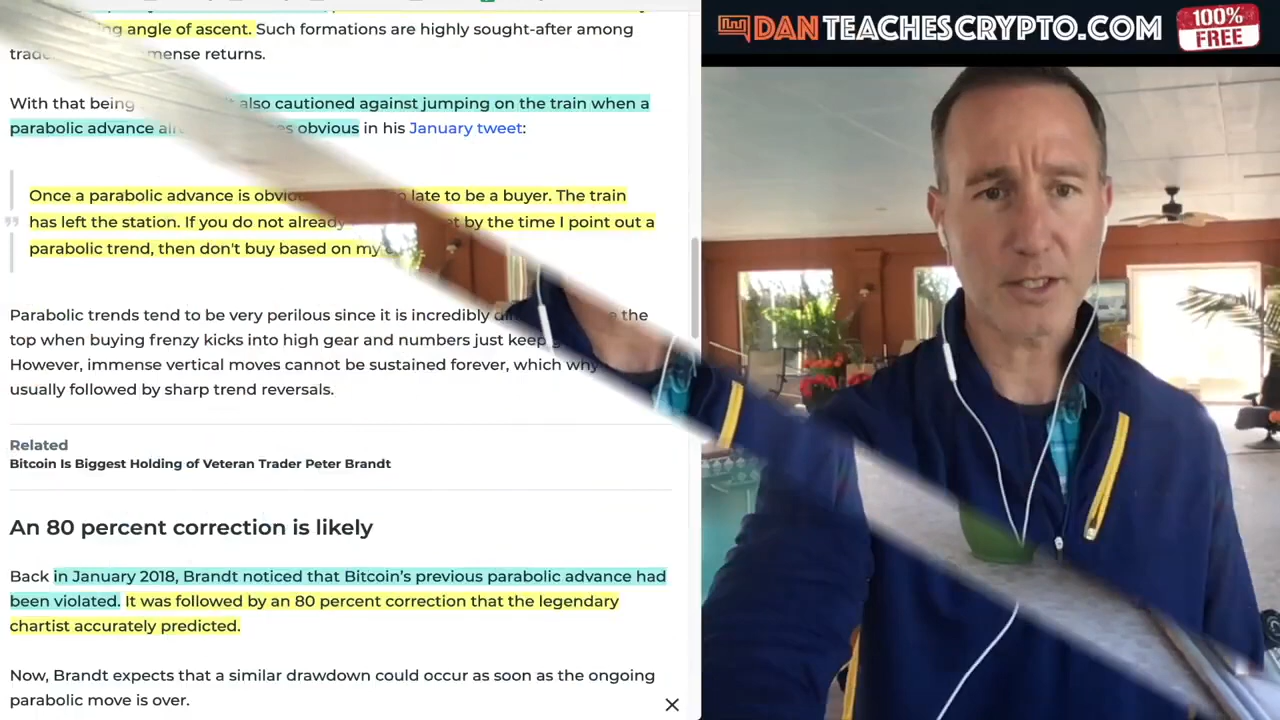 ng angle of ascent. Such formations are highly sought-after among
mense returns.
With that being also cautioned against jumping on the train when a
parabolic advance obvious in his January tweet:
Once a parabolic advance is late to be a buyer. The train
has left the station. If you do not already by the time I point out a
parabolic trend, then don't buy based on my
Parabolic trends tend to be very perilous since it is incredibly the
top when buying frenzy kicks into high gear and numbers just keep
However, immense vertical moves cannot be sustained forever, which why
usually followed by sharp trend reversals.
Related
Bitcoin Is Biggest Holding of Veteran Trader Peter Brandt
An 80 percent correction is likely
Back in January 2018, Brandt noticed that Bitcoin's previous parabolic advance had
been violated. It was followed by an 80 percent correction that the legendary
chartist accurately predicted.
Now, Brandt expects that a similar drawdown could occur as soon as the ongoing
parabolic move is over.
DANTEACHESCRYPTO.COM
100%
FREE